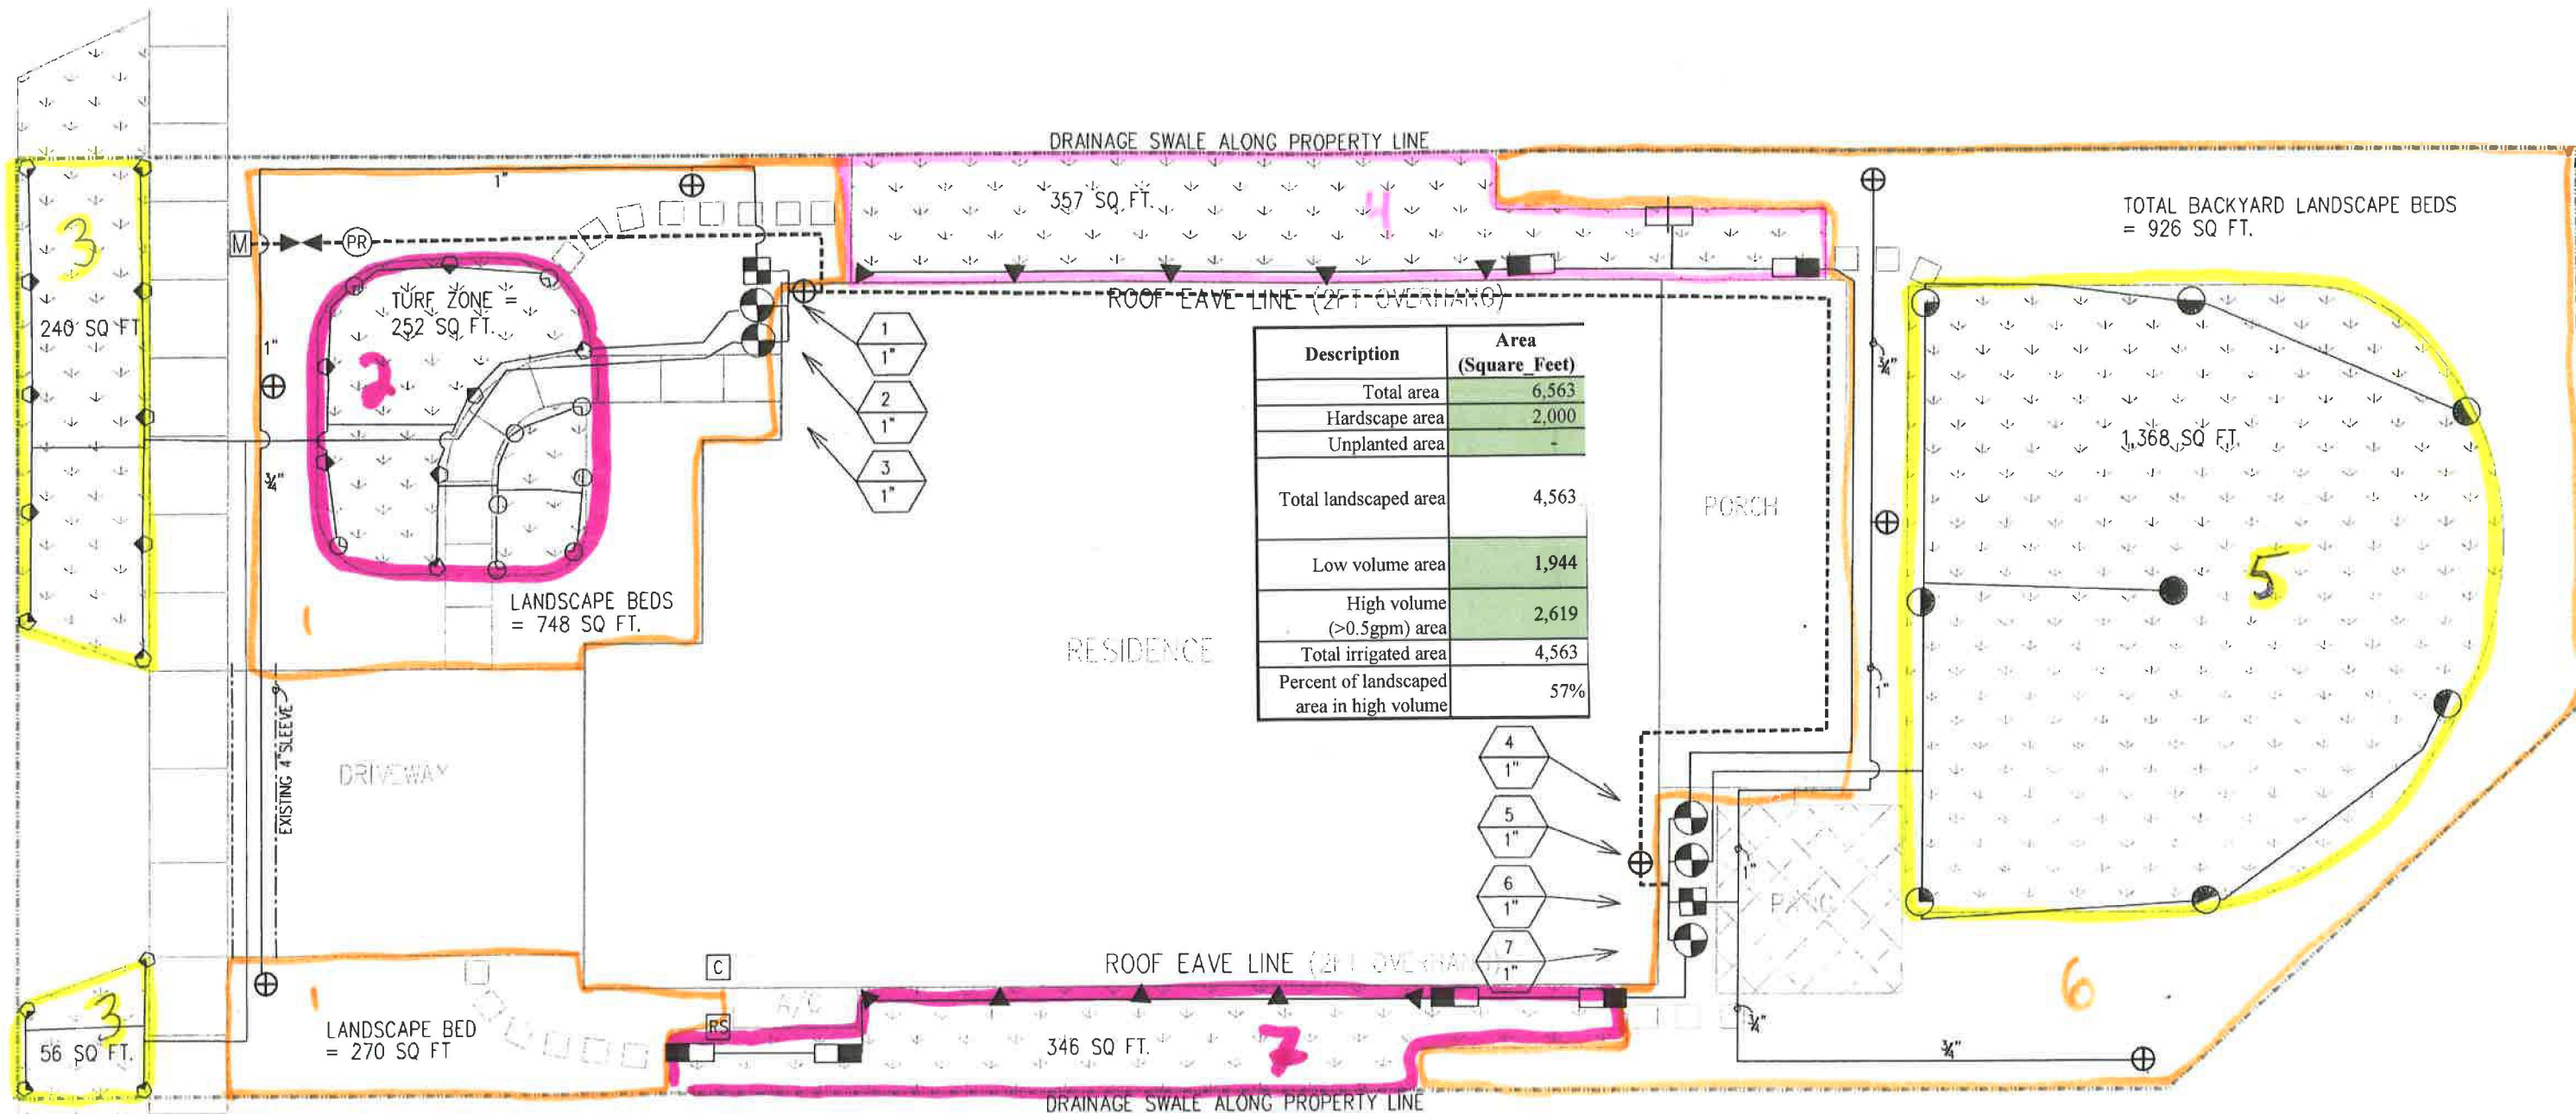 DRAINAGE SWALE ALONG PROPERTY LINE
1"
357 SQ FT.
4
TOTAL BACKYARD LANDSCAPE BEDS
= 926 SQ FT.
3
M
PR
TURF ZONE =
252 SQ FT.
ROOF EAVE LINE (2FT OVERHANG)
240 SQ FT
1"
2
1
1"
2
1"
3
1"
Description
Area
(Square_Feet)
Total area 6,563
Hardscape area 2,000
Unplanted area -
Total landscaped area 4,563
Low volume area 1,944
High volume
(>0.5gpm) area 2,619
Total irrigated area 4,563
Percent of landscaped
area in high volume 57%
¾"
1,368 SQ FT.
¾"
PORCH
5
LANDSCAPE BEDS
= 748 SQ FT.
1
RESIDENCE
1"
EXISTING 4" SLEEVE
DRIVEWAY
4
1"
5
1"
6
1"
7
1"
1"
PATIO
ROOF EAVE LINE (2FT OVERHANG)
C
A/C
RS
6
1
3
LANDSCAPE BED
= 270 SQ FT
56 SQ FT.
346 SQ FT.
7
¾"
¾"
DRAINAGE SWALE ALONG PROPERTY LINE